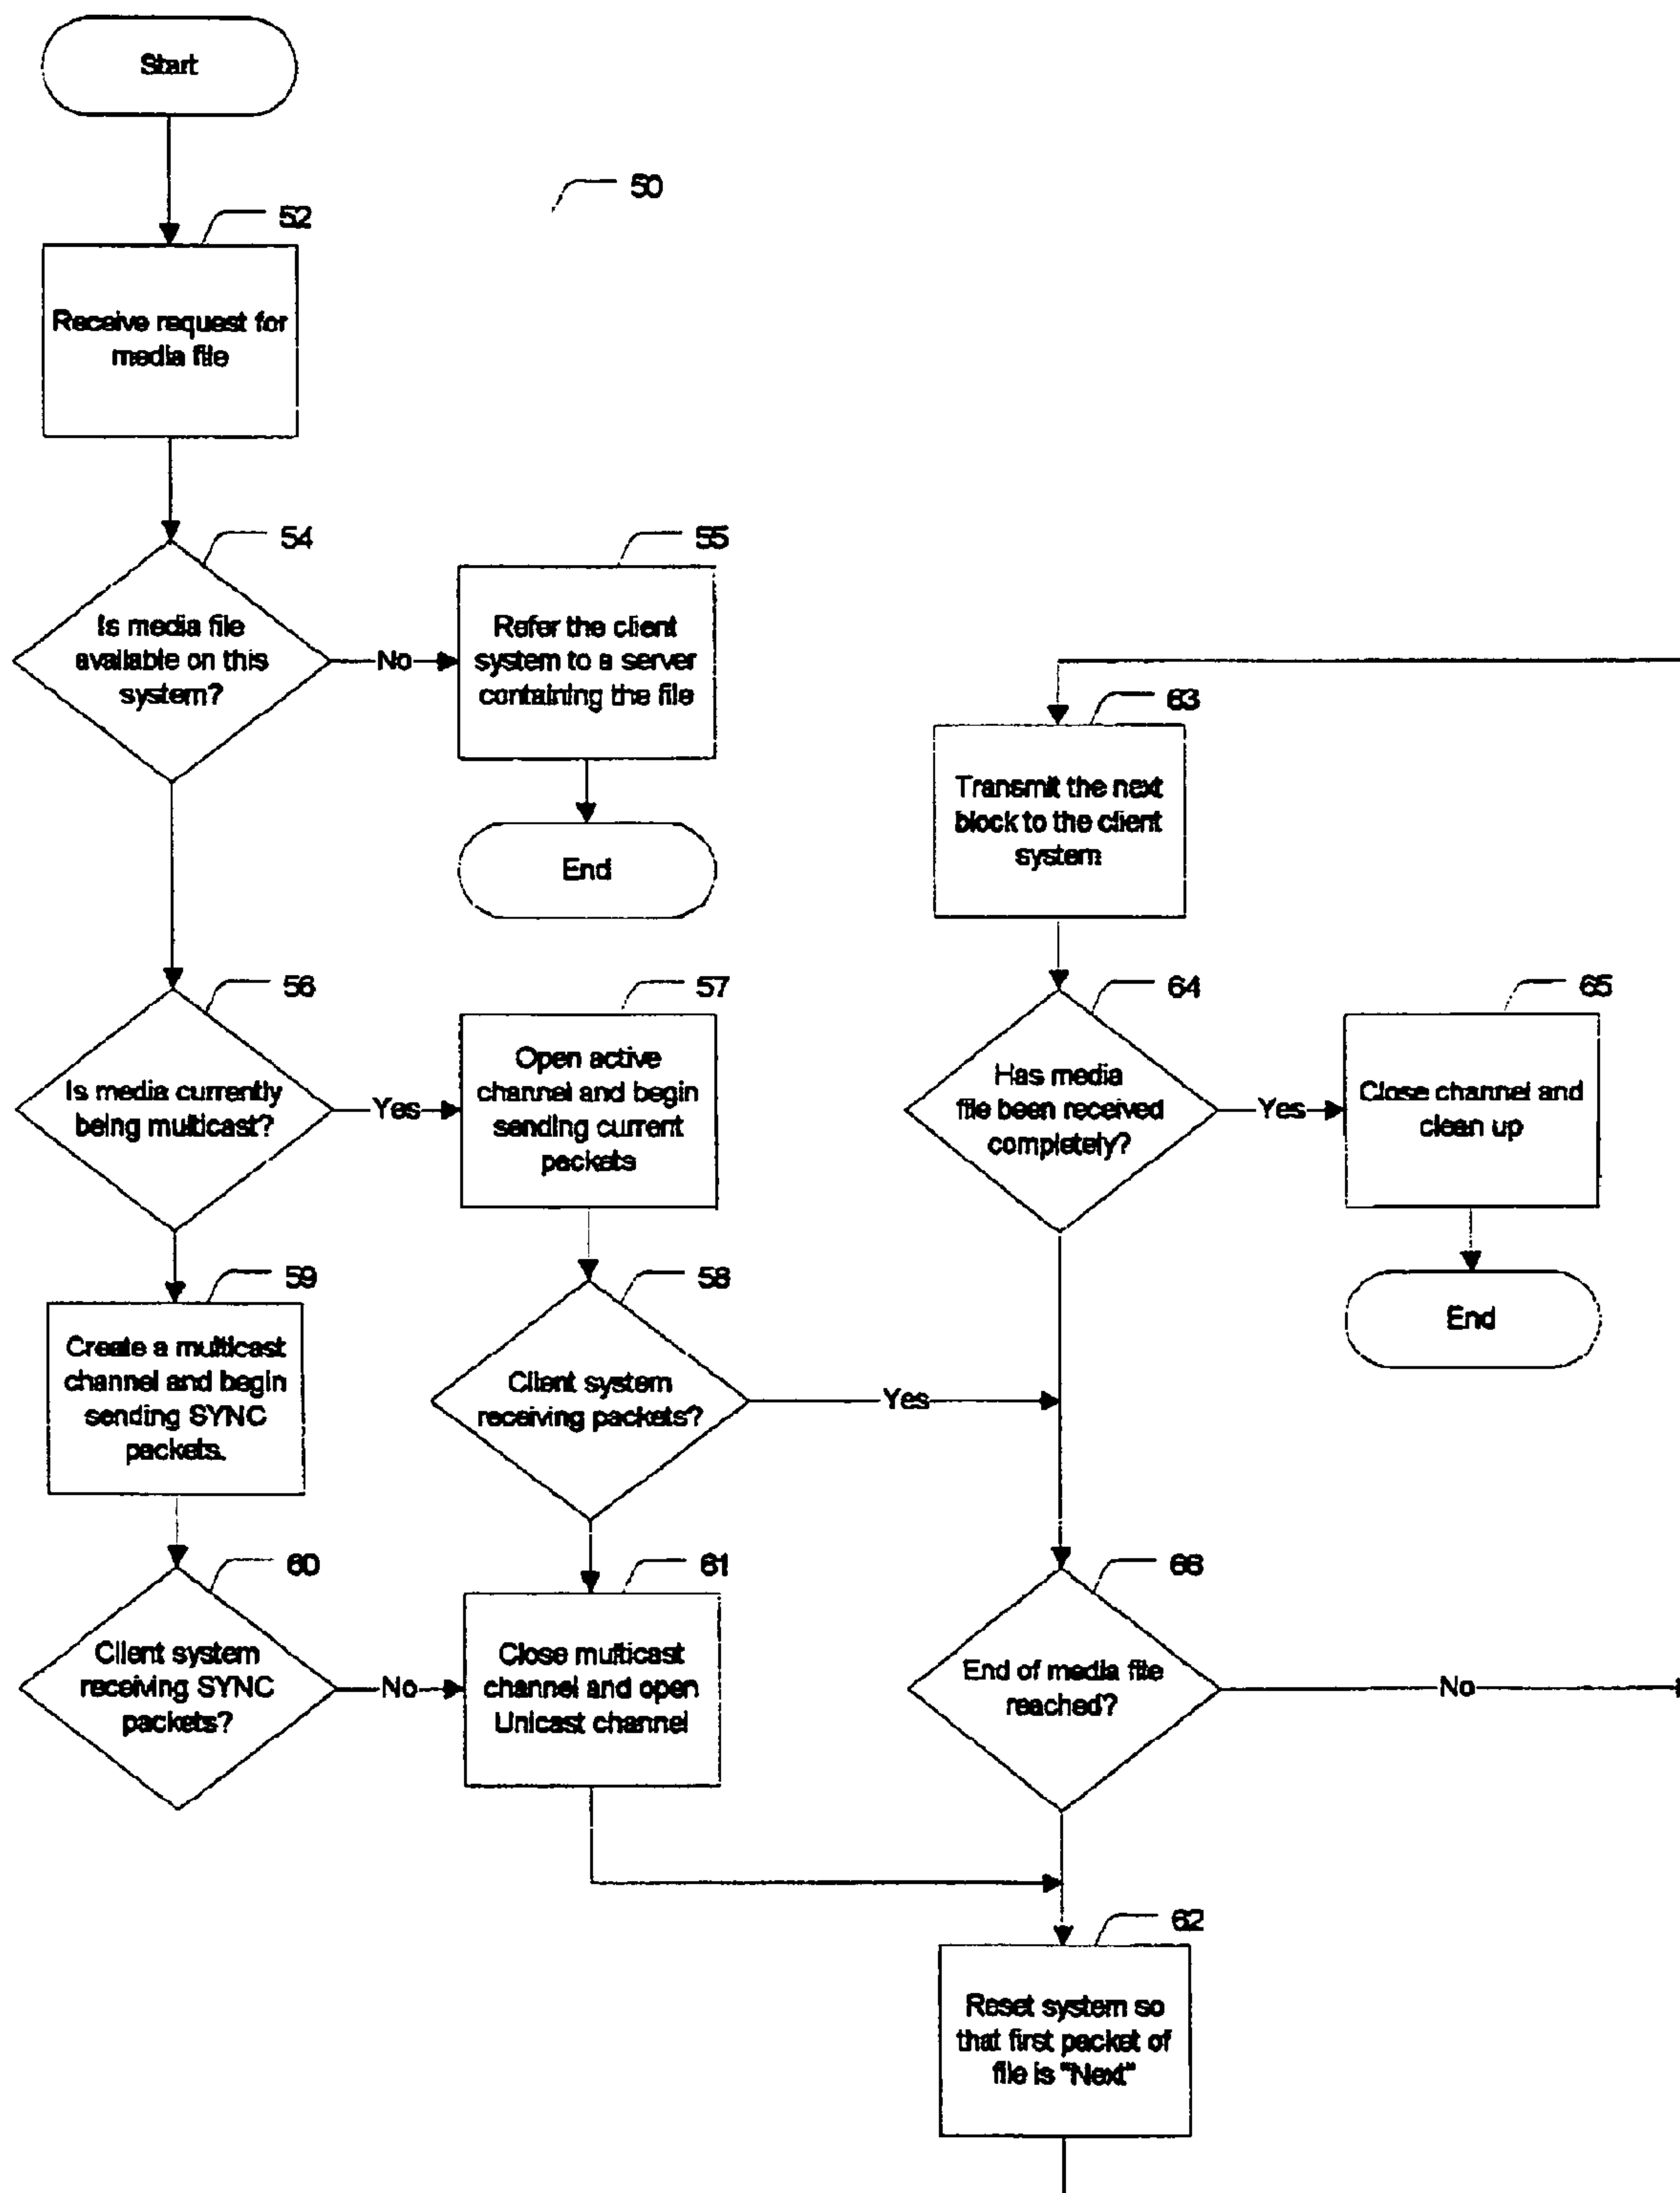 Start
50
52
Receive request for
media file
54
Is media file
available on this
system?
No
55
Refer the client
system to a server
containing the file
End
56
Is media currently
being multicast?
Yes
57
Open active
channel and begin
sending current
packets
59
Create a multicast
channel and begin
sending SYNC
packets.
58
Client system
receiving packets?
Yes
60
Client system
receiving SYNC
packets?
No
61
Close multicast
channel and open
Unicast channel
63
Transmit the next
block to the client
system
64
Has media
file been received
completely?
Yes
65
Close channel and
clean up
End
66
End of media file
reached?
No
62
Reset system so
that first packet of
file is "Next"